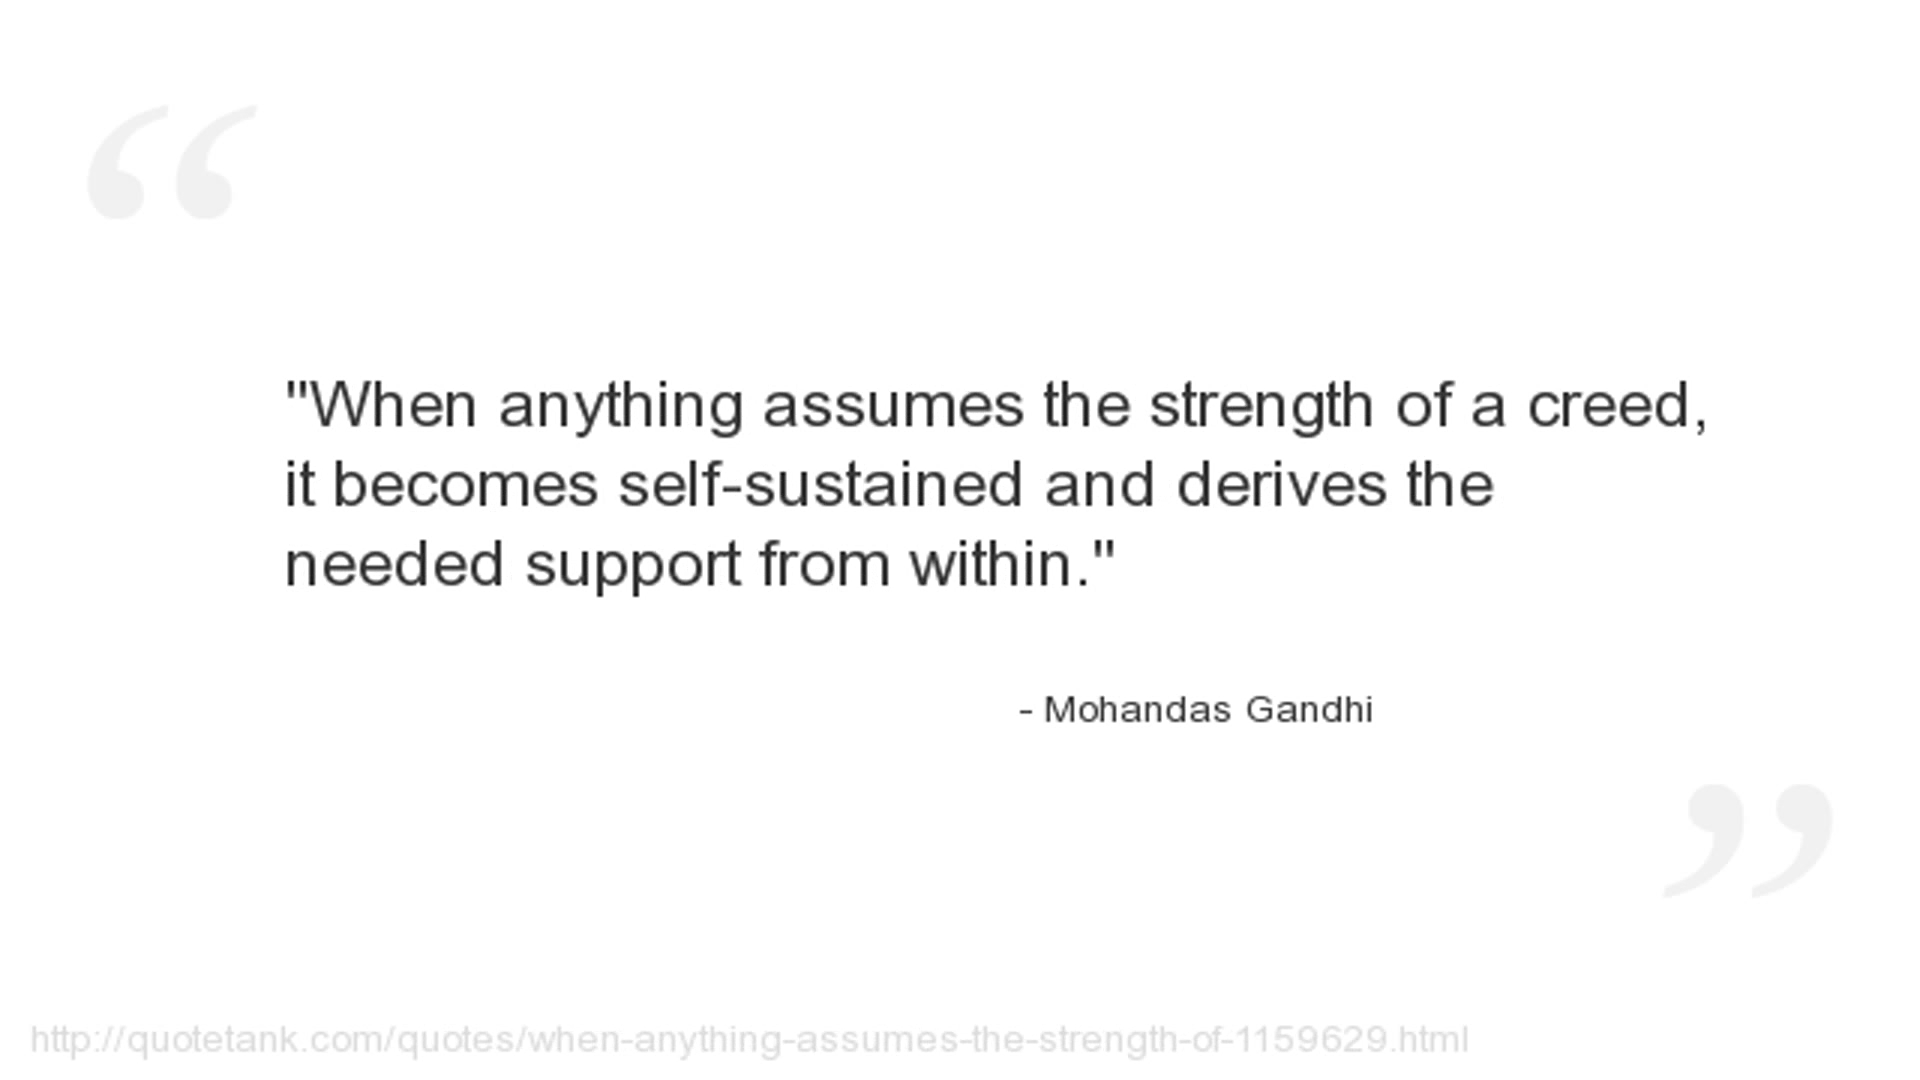 "When anything assumes the strength of a creed,
it becomes self-sustained and derives the
needed support from within."
- Mohandas Gandhi
http://quotetank.com/quotes/when-anything-assumes-the-strength-of-1159629.html